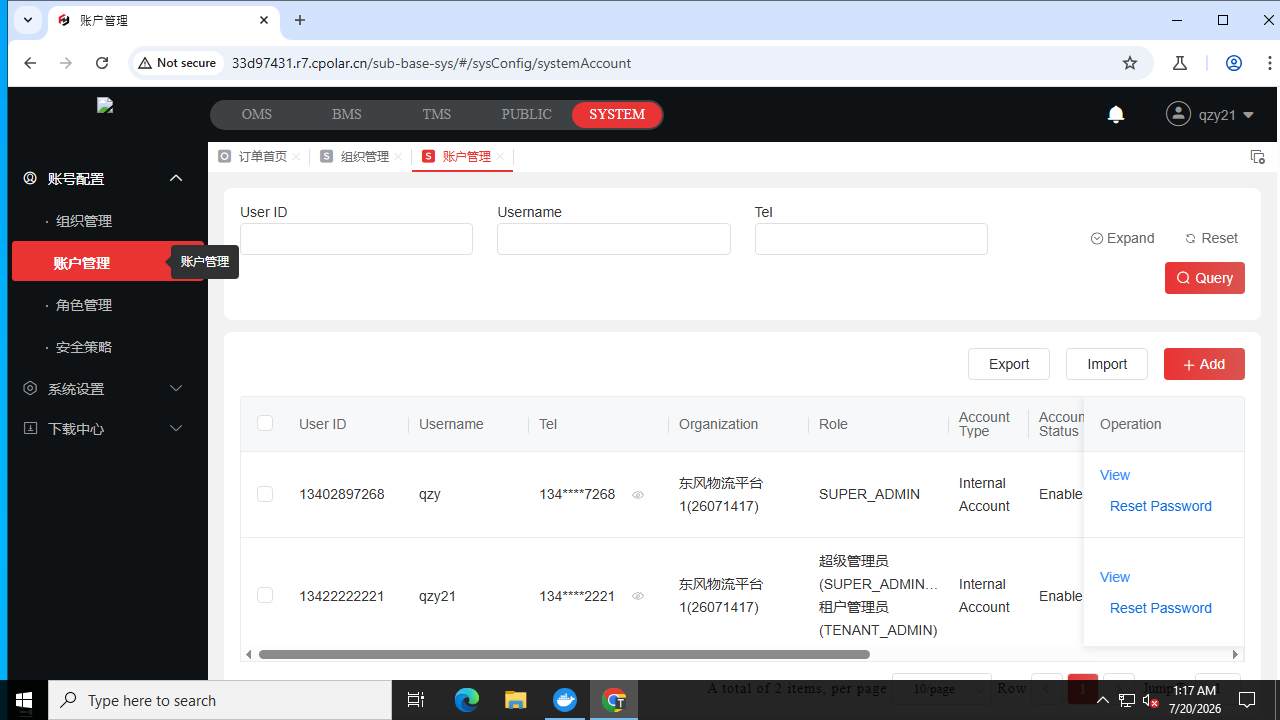 账户管理
Not secure
33d97431.r7.cpolar.cn/sub-base-sys/#/sysConfig/systemAccount
OMS BMS TMS PUBLIC SYSTEM
qzy21
O 订单首页 S 组织管理 S 账户管理
账号配置
· 组织管理
账户管理
账户管理
· 角色管理
· 安全策略
系统设置
下载中心
User ID Username Tel
Expand Reset
Query
Export Import + Add
User ID Username Tel Organization Role Account Type Accoun Status Operation
13402897268 qzy 134****7268 东风物流平台1(26071417) SUPER_ADMIN Internal Account Enable View
Reset Password
13422222221 qzy21 134****2221 东风物流平台1(26071417) 超级管理员(SUPER_ADMIN... 租户管理员(TENANT_ADMIN) Internal Account Enable View
Reset Password
A total of 2 items, per page 10/page Row 1
Type here to search
1:17 AM
7/20/2026